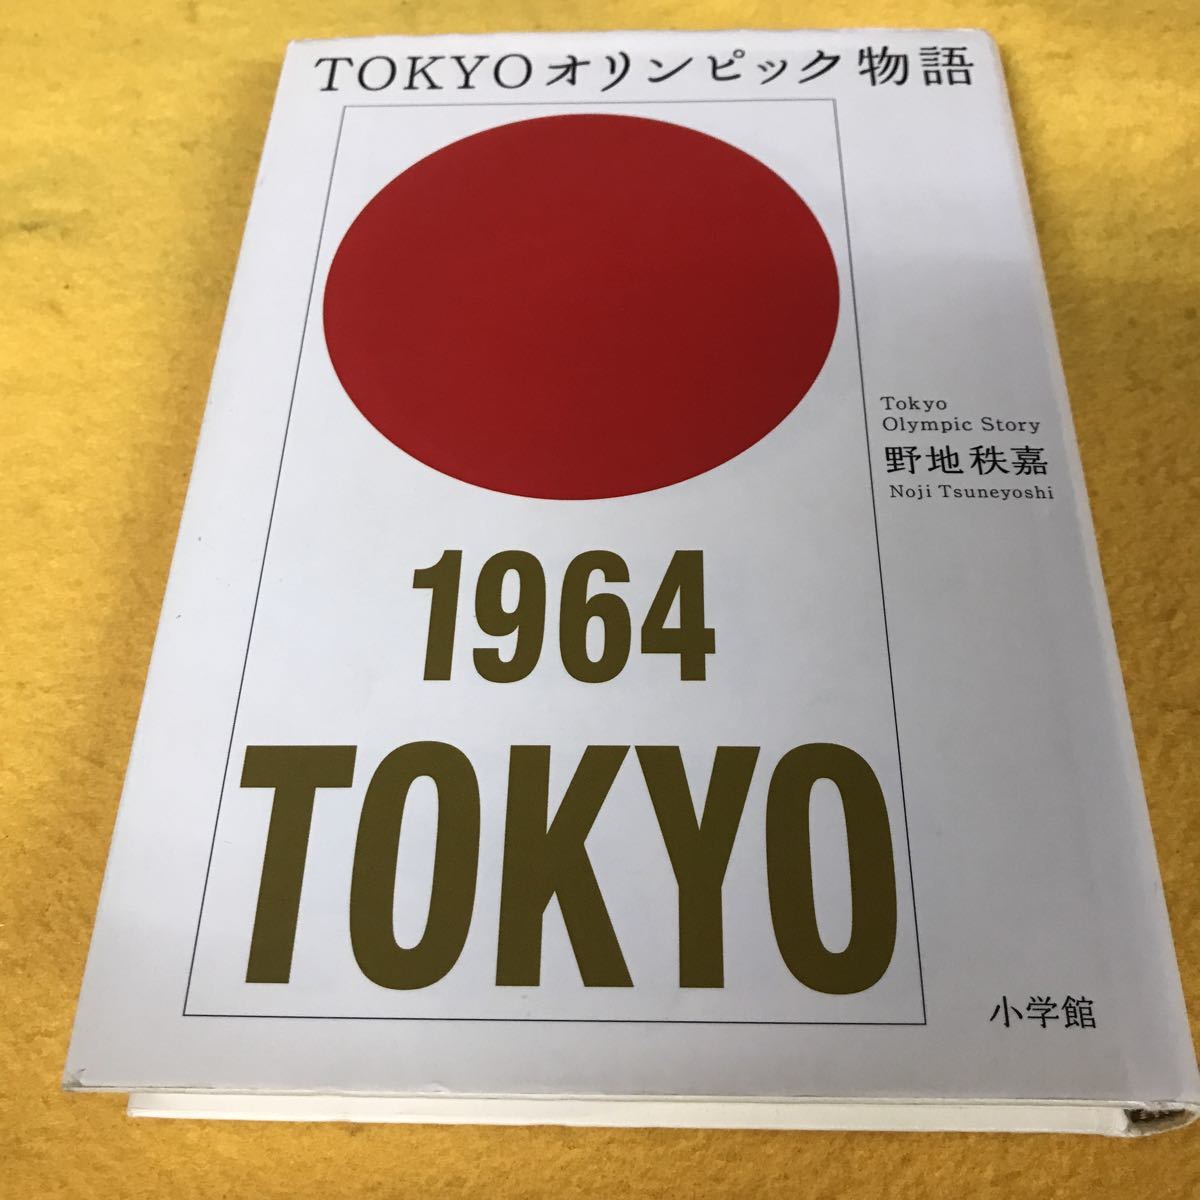 TOKYOオリンピック物語
Tokyo
Olympic Story
野地秩嘉
Noji Tsuneyoshi
1964
TOKYO
小学館